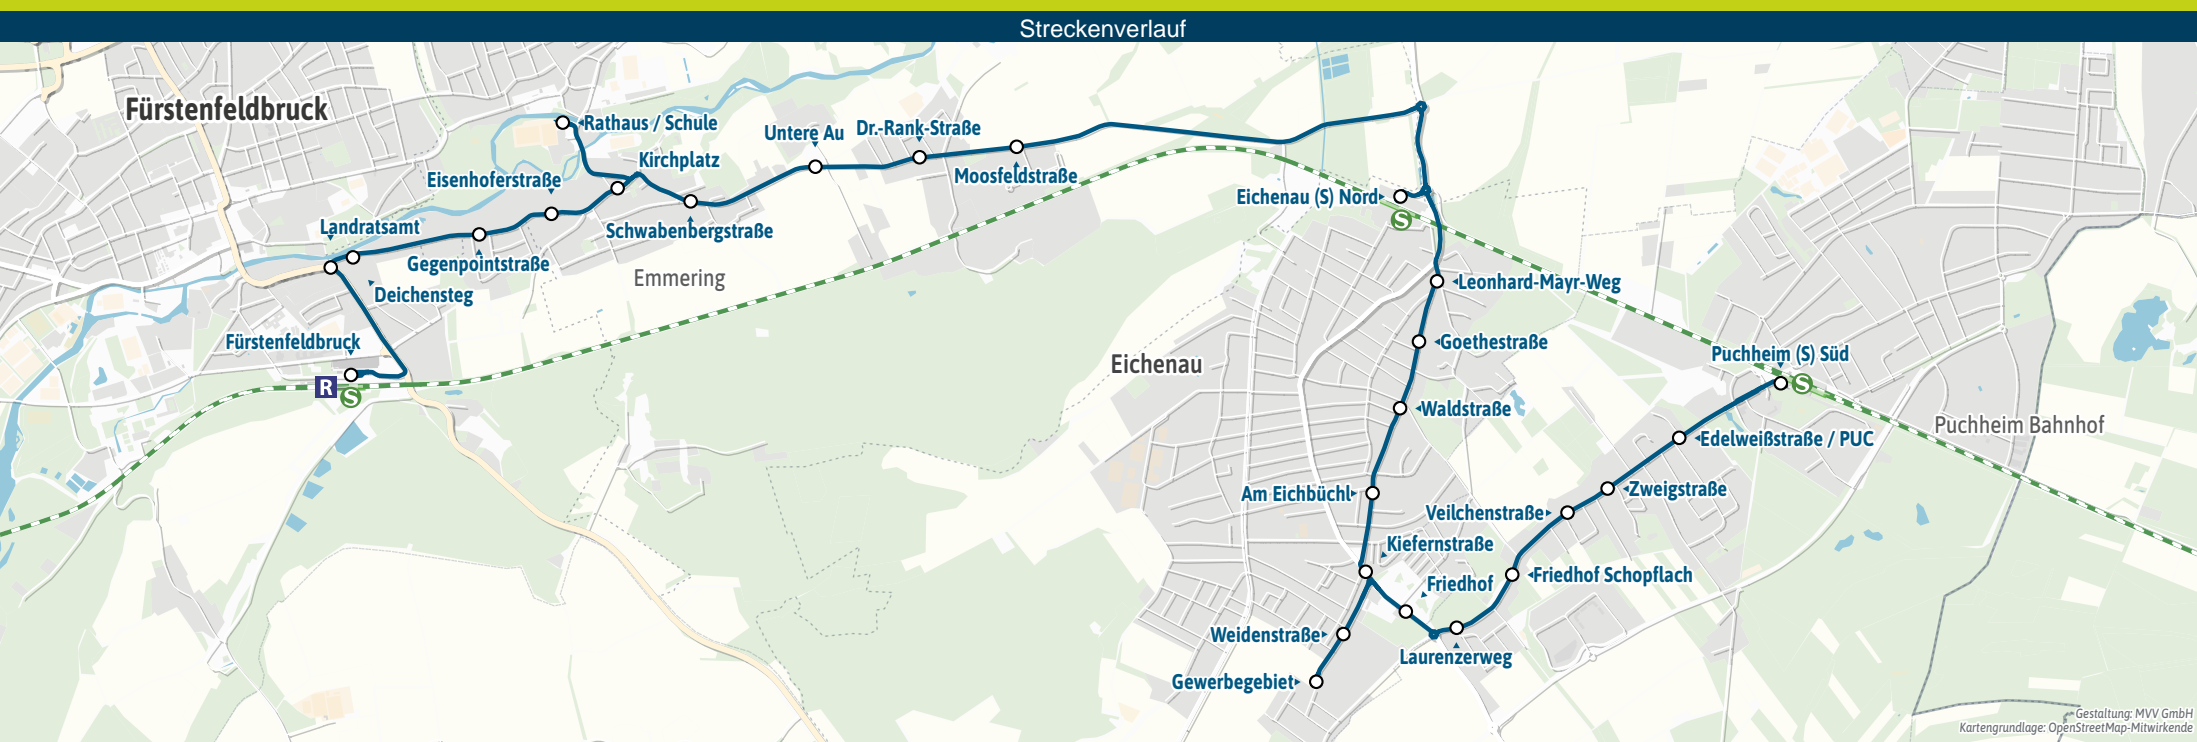 Streckenverlauf
Fürstenfeldbruck
Rathaus / Schule
Untere Au
Dr.-Rank-Straße
Kirchplatz
Moosfeldstraße
Eisenhoferstraße
Eichenau (S) Nord
S
Landratsamt
Schwabenbergstraße
Gegenpointstraße
Emmering
Leonhard-Mayr-Weg
Deichensteg
Fürstenfeldbruck
Goethestraße
Puchheim (S) Süd
Eichenau
R
S
S
Waldstraße
Puchheim Bahnhof
Edelweißstraße / PUC
Am Eichbüchl
Zweigstraße
Veilchenstraße
Kiefernstraße
Friedhof
Friedhof Schopflach
Weidenstraße
Laurenzerweg
Gewerbegebiet
Gestaltung: MVV GmbH
Kartengrundlage: OpenStreetMap-Mitwirkende